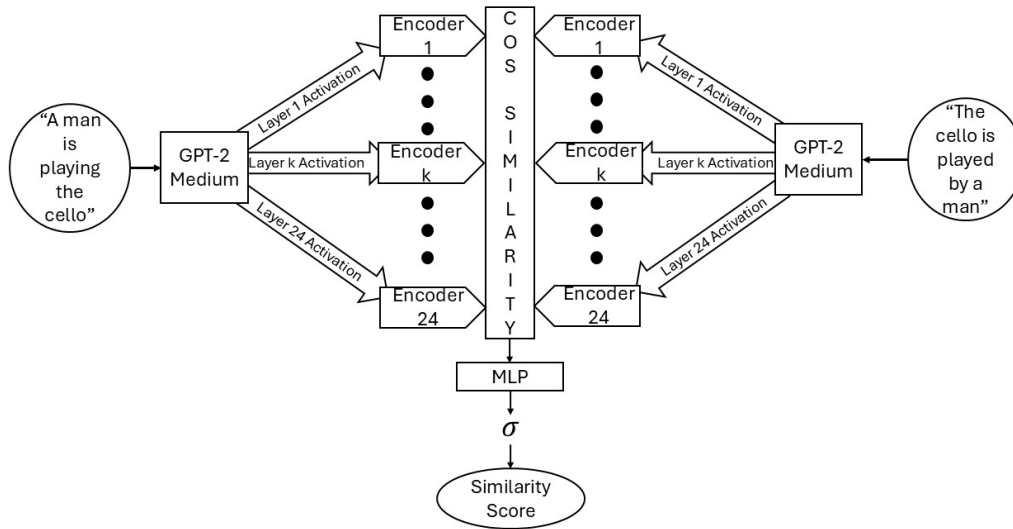 “A man
is
playing
the
cello”
GPT-2
Medium
Layer 1 Activation
Layer k Activation
Layer 24 Activation
Encoder
1
Encoder
k
Encoder
24
C
O
S
S
I
M
I
L
A
R
I
T
Y
Encoder
1
Encoder
k
Encoder
24
Layer 1 Activation
Layer k Activation
Layer 24 Activation
GPT-2
Medium
“The
cello is
played
by a
man”
MLP
σ
Similarity
Score